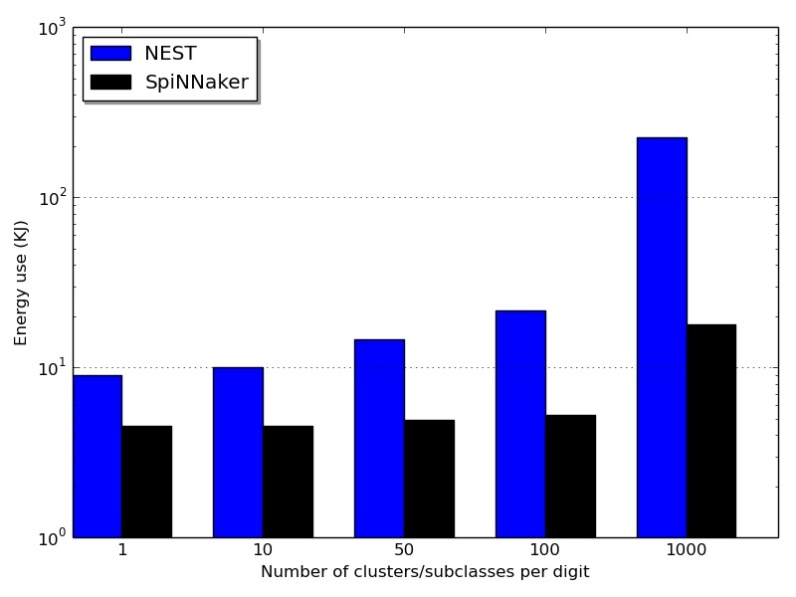 10³
NEST
SpiNNaker
10²
10¹
10⁰
Energy use (KJ)
1 10 50 100 1000
Number of clusters/subclasses per digit